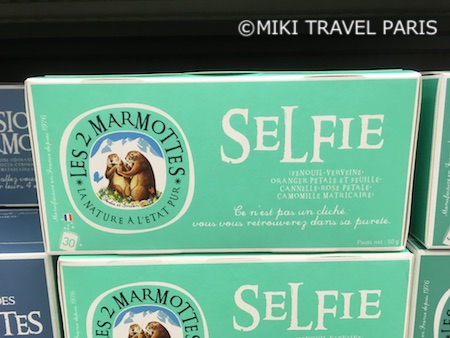 ©MIKI TRAVEL PARIS
LES 2 MARMOTTES
LA NATURE A L'ETAT PUR
SELFIE
FENOUIL-VERVEINE-
ORANGER PETALE ET FEUILLE-
CANNELLE-ROSE PETALE-
CAMOMILLE MATRICAIRE
Ce n'est pas un cliché
vous vous retrouverez dans sa pureté.
30
LES 2 MARMOTTES
SELFIE
DES
TES